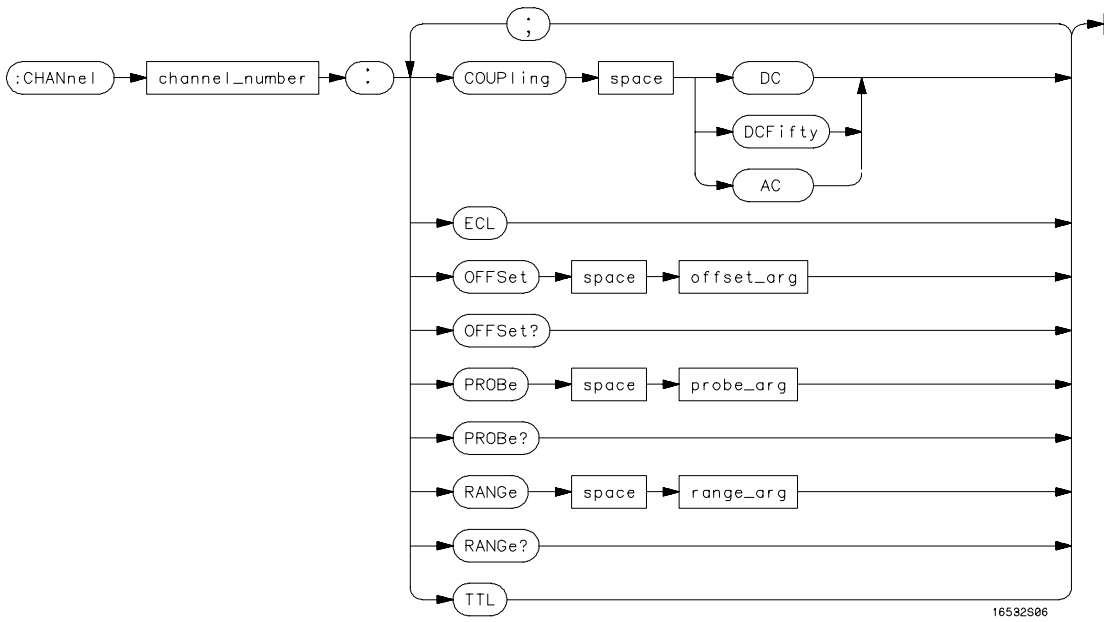 ;
:CHANnel channel_number : COUPling space DC
DCFifty
AC
ECL
OFFSet space offset_arg
OFFSet?
PROBe space probe_arg
PROBe?
RANGe space range_arg
RANGe?
TTL
16532S06